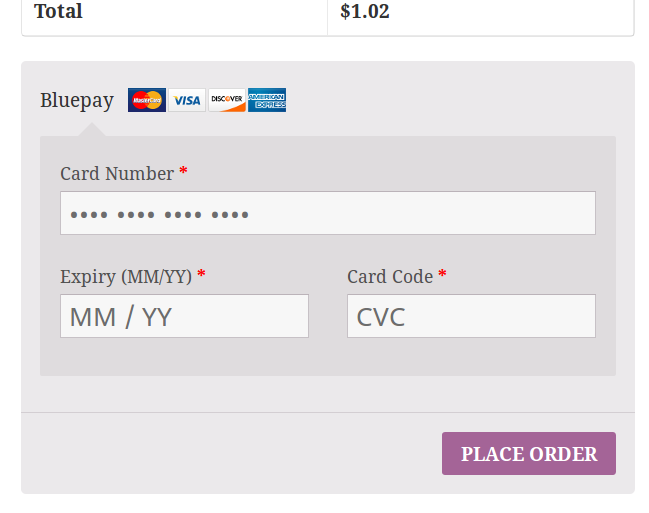 Total $1.02
Bluepay MasterCard VISA DISCOVER AMERICAN EXPRESS
Card Number *
•••• •••• •••• ••••
Expiry (MM/YY) * Card Code *
MM / YY CVC
PLACE ORDER